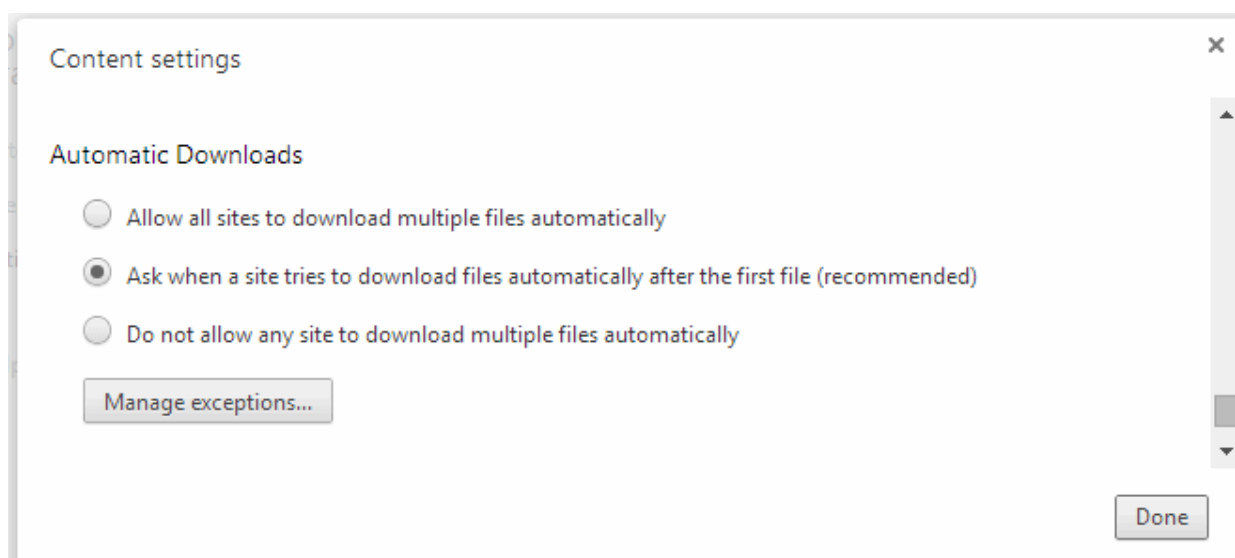 Content settings
Automatic Downloads
Allow all sites to download multiple files automatically
Ask when a site tries to download files automatically after the first file (recommended)
Do not allow any site to download multiple files automatically
Manage exceptions...
Done